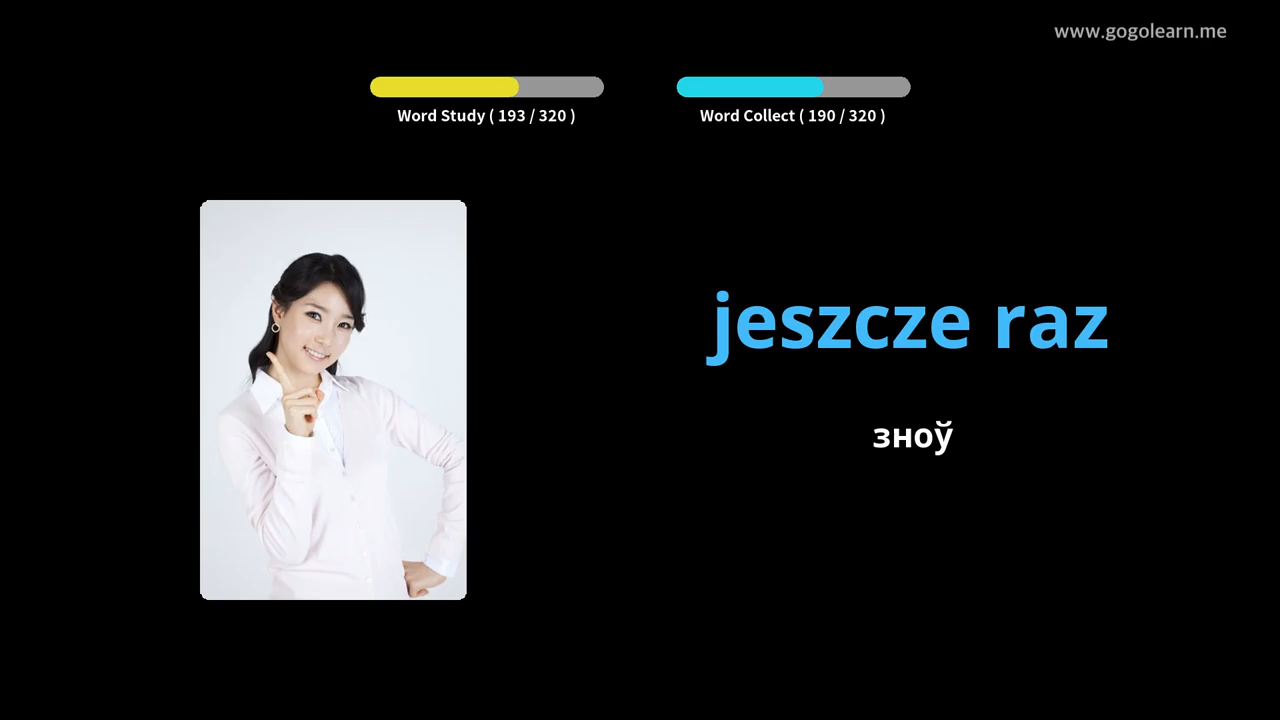 www.gogolearn.me
Word Study ( 193 / 320 )
Word Collect ( 190 / 320 )
jeszcze raz
зноў